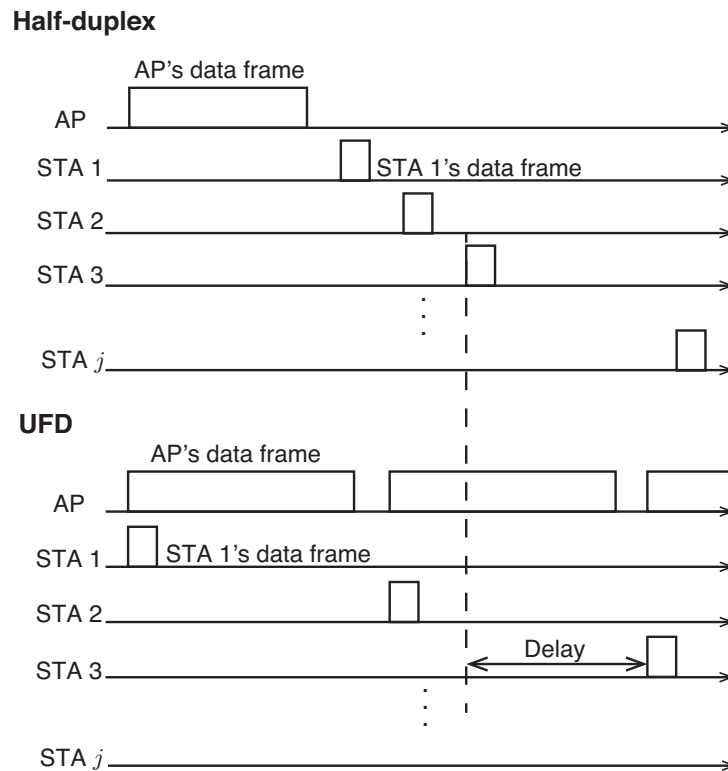 Half-duplex
AP's data frame
AP
STA 1
STA 1's data frame
STA 2
STA 3
STA j
UFD
AP's data frame
AP
STA 1
STA 1's data frame
STA 2
Delay
STA 3
STA j